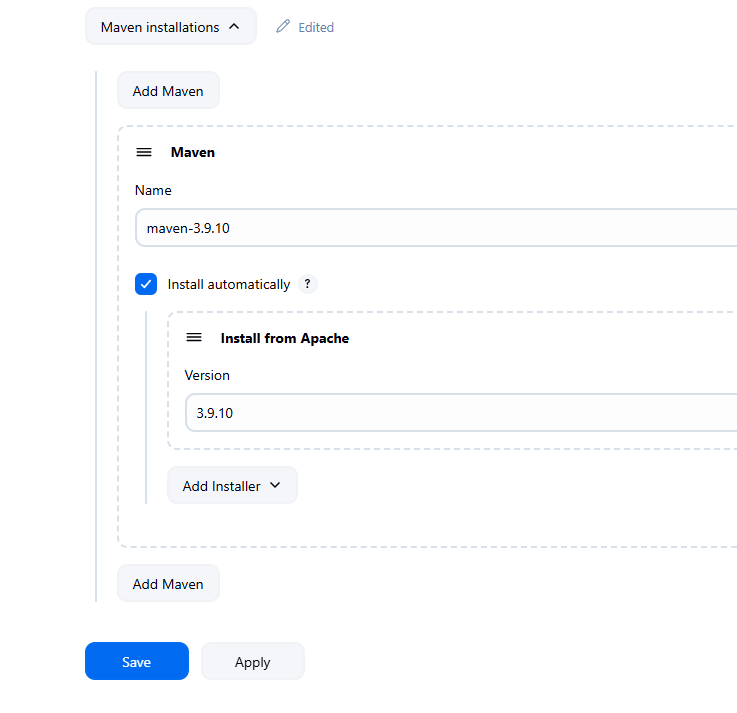 Maven installations
Edited
Add Maven
Maven
Name
maven-3.9.10
Install automatically ?
Install from Apache
Version
3.9.10
Add Installer
Add Maven
Save
Apply